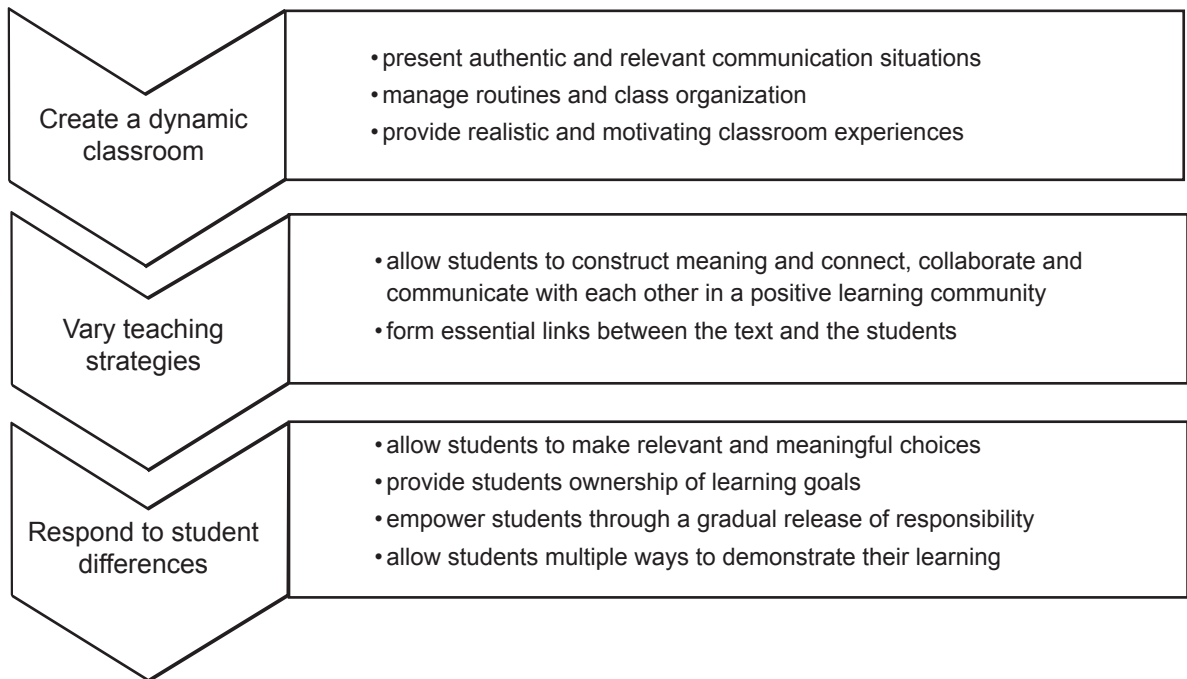 Create a dynamic
classroom
• present authentic and relevant communication situations
• manage routines and class organization
• provide realistic and motivating classroom experiences
Vary teaching
strategies
• allow students to construct meaning and connect, collaborate and
communicate with each other in a positive learning community
• form essential links between the text and the students
Respond to student
differences
• allow students to make relevant and meaningful choices
• provide students ownership of learning goals
• empower students through a gradual release of responsibility
• allow students multiple ways to demonstrate their learning